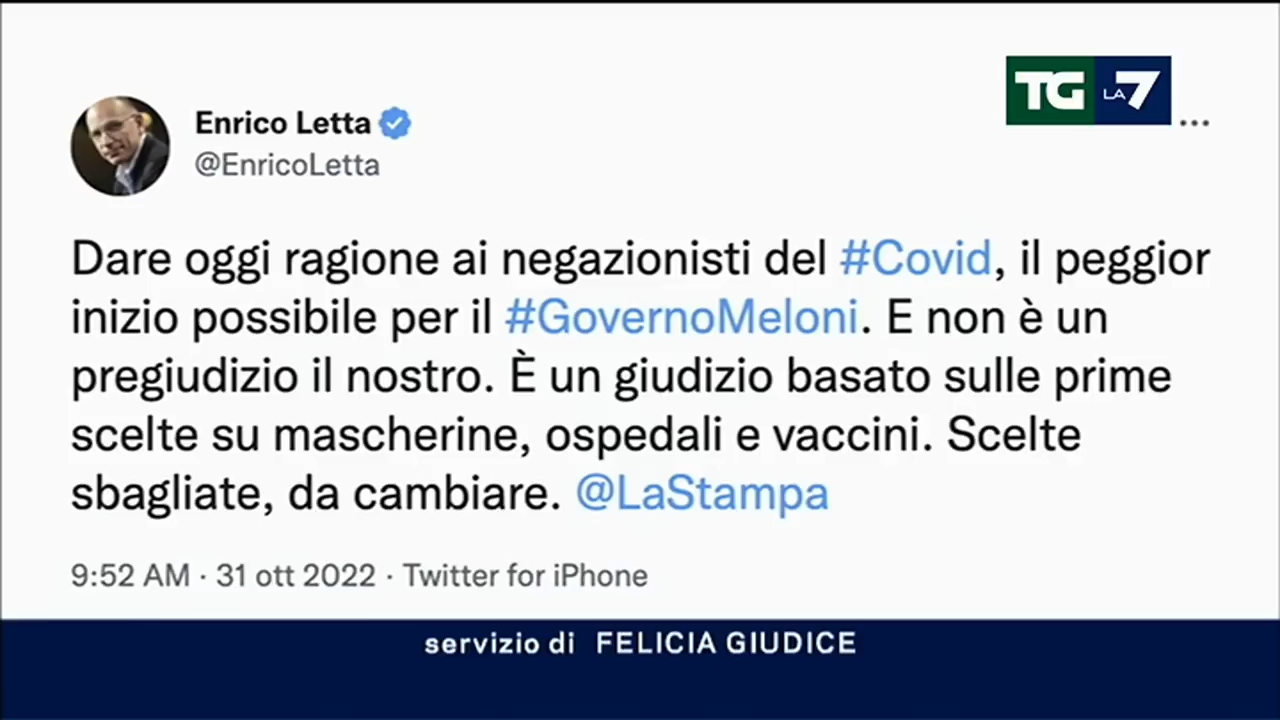 TG LA7
Enrico Letta
@EnricoLetta
Dare oggi ragione ai negazionisti del #Covid, il peggior
inizio possibile per il #GovernoMeloni. E non è un
pregiudizio il nostro. È un giudizio basato sulle prime
scelte su mascherine, ospedali e vaccini. Scelte
sbagliate, da cambiare. @LaStampa
9:52 AM · 31 ott 2022 · Twitter for iPhone
servizio di FELICIA GIUDICE